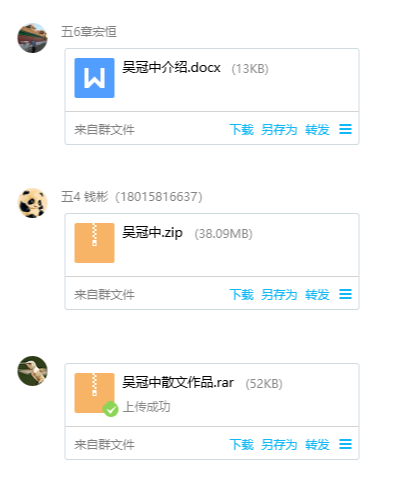 五6章宏恒
吴冠中介绍.docx (13KB)
来自群文件 下载 另存为 转发
五4 钱彬（18015816637）
吴冠中.zip (38.09MB)
来自群文件 下载 另存为 转发
吴冠中散文作品.rar (52KB)
上传成功
来自群文件 下载 另存为 转发